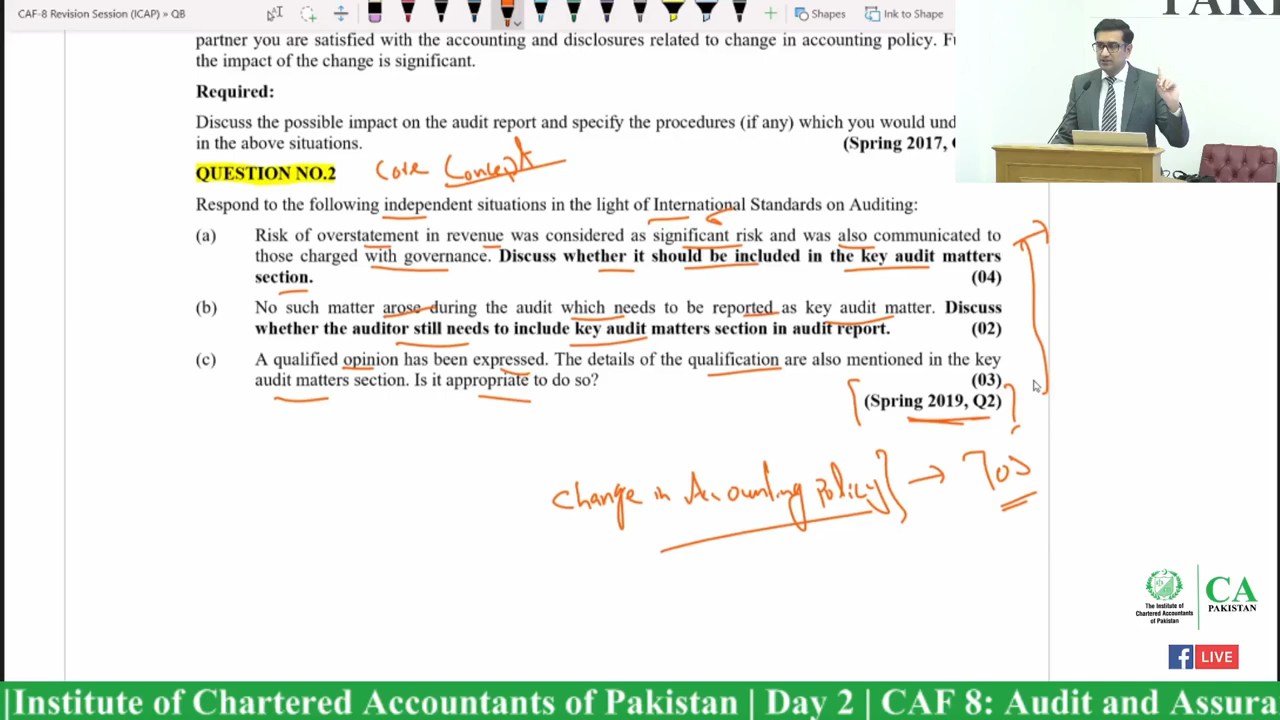 CAF-8 Revision Session (ICAP) » QB
Shapes
Ink to Shape
partner you are satisfied with the accounting and disclosures related to change in accounting policy.
the impact of the change is significant.
Required:
Discuss the possible impact on the audit report and specify the procedures (if any) which you would
in the above situations.
(Spring 2017,
QUESTION NO.2
Core Concept
Respond to the following independent situations in the light of International Standards on Auditing:
(a) Risk of overstatement in revenue was considered as significant risk and was also communicated to
those charged with governance. Discuss whether it should be included in the key audit matters
section. (04)
(b) No such matter arose during the audit which needs to be reported as key audit matter. Discuss
whether the auditor still needs to include key audit matters section in audit report. (02)
(c) A qualified opinion has been expressed. The details of the qualification are also mentioned in the key
audit matters section. Is it appropriate to do so? (03)
(Spring 2019, Q2)
change in Accounting Policy →
The Institute of
Chartered Accountants
of Pakistan
CA
PAKISTAN
f LIVE
|Institute of Chartered Accountants of Pakistan | Day 2 | CAF 8: Audit and Assura